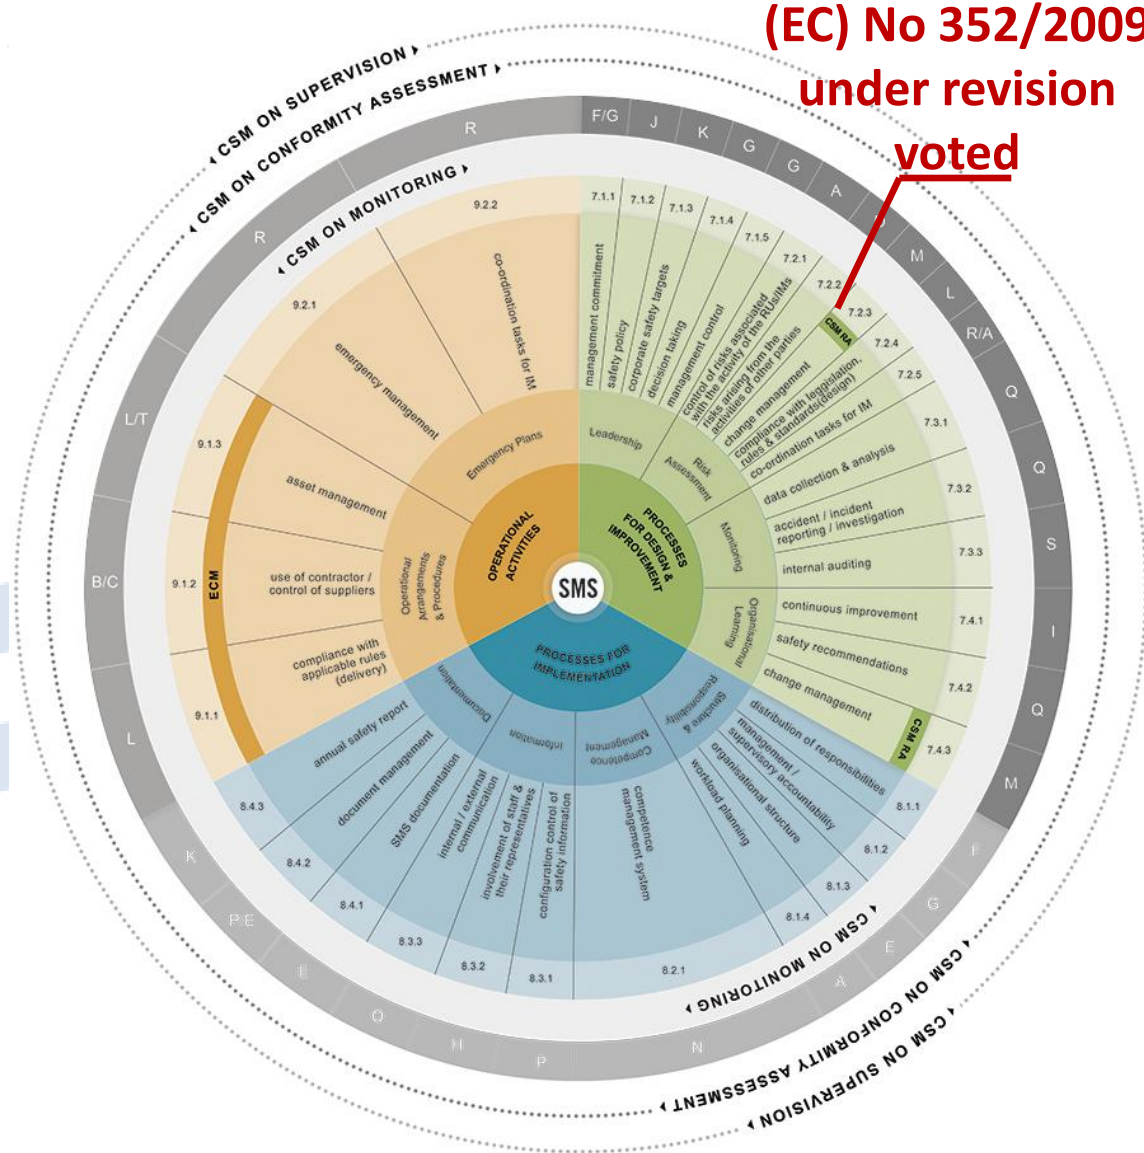 (EC) No 352/2009
under revision
voted
CSM ON SUPERVISION
CSM ON CONFORMITY ASSESSMENT
CSM ON MONITORING
F/G
J
K
G
G
A
M
L
R/A
Q
Q
S
I
Q
M
F
G
E
A
N
P
H
O
E
P E
K
L
B/C
L/T
R
R
7.1.1
7.1.2
7.1.3
7.1.4
7.1.5
7.2.1
7.2.2
7.2.3
7.2.4
7.2.5
7.3.1
7.3.2
7.3.3
7.4.1
7.4.2
7.4.3
management commitment
safety policy
corporate safety targets
decision taking
management control
control of risks associated
with the activity of the RUs/IMs
risks arising from the
activities of other parties
change management
CSM RA
compliance with leggislation,
rules & standards(design)
co-ordination tasks for IM
data collection & analysis
accident / incident
reporting / investigation
internal auditing
continuous improvement
safety recommendations
change management
CSM RA
Leadership
Risk
Assessment
Monitoring
Organisational
Learning
PROCESSES
FOR DESIGN &
IMPROVEMENT
SMS
8.1.1
8.1.2
8.1.3
8.1.4
8.2.1
8.3.1
8.3.2
8.3.3
8.4.1
8.4.2
8.4.3
distribution of responsibilities
management /
supervisory accountability
organisational structure
workload planning
competence
management system
configuration control of
safety information
involvement of staff &
their representatives
internal / external
communication
SMS documentation
document management
annual safety report
Structure &
Responsibility
Competence
Management
Information
Documentation
PROCESSES FOR
IMPLEMENTATION
9.1.1
9.1.2
9.1.3
9.2.1
9.2.2
compliance with
applicable rules
(delivery)
use of contractor /
control of suppliers
asset management
ECM
emergency management
co-ordination tasks for IM
Operational
Arrangements
& Procedures
Emergency Plans
OPERATIONAL
ACTIVITIES
CSM ON MONITORING
CSM ON CONFORMITY ASSESSMENT
CSM ON SUPERVISION